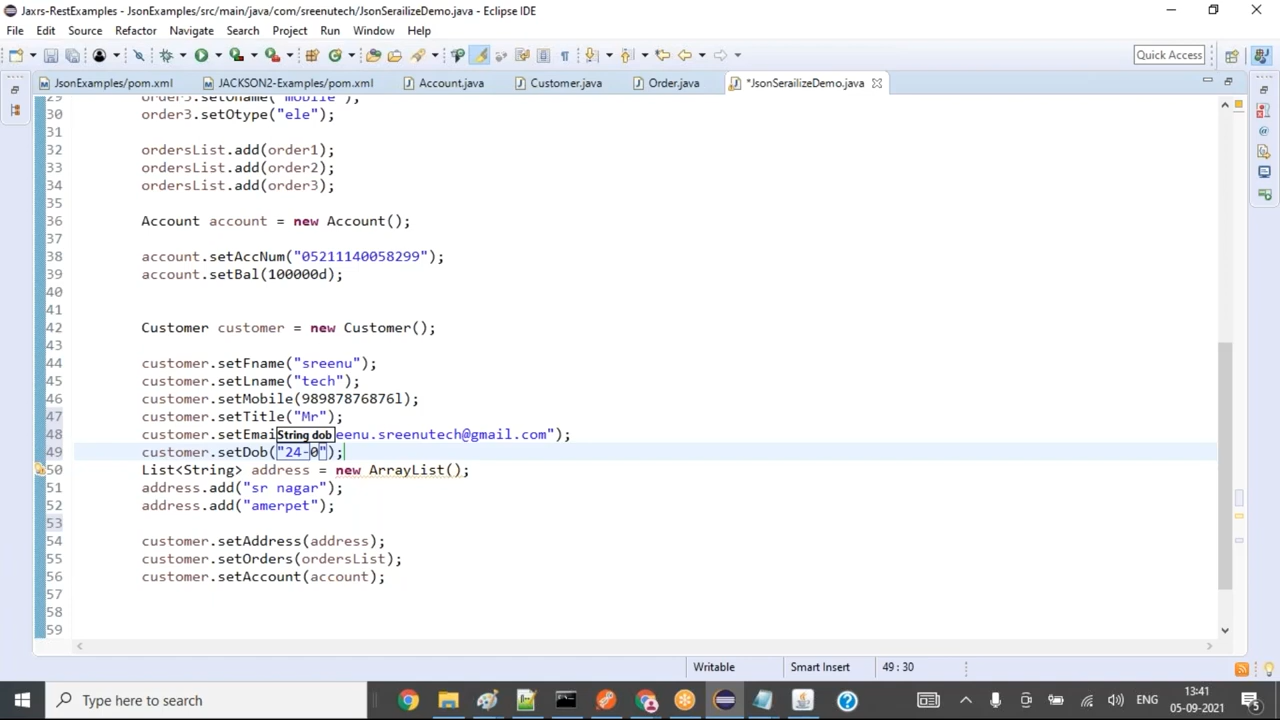 Jaxrs-RestExamples - JsonExamples/src/main/java/com/sreenutech/JsonSerailizeDemo.java - Eclipse IDE
File Edit Source Refactor Navigate Search Project Run Window Help
Quick Access
JsonExamples/pom.xml JACKSON2-Examples/pom.xml Account.java Customer.java Order.java *JsonSerailizeDemo.java
29 order3.setOname("mobile");
30 order3.setOtype("ele");
31
32 ordersList.add(order1);
33 ordersList.add(order2);
34 ordersList.add(order3);
35
36 Account account = new Account();
37
38 account.setAccNum("05211140058299");
39 account.setBal(100000d);
40
41
42 Customer customer = new Customer();
43
44 customer.setFname("sreenu");
45 customer.setLname("tech");
46 customer.setMobile(98987876876l);
47 customer.setTitle("Mr");
48 customer.setEmai String dob eenu.sreenutech@gmail.com");
49 customer.setDob("24-0");
50 List<String> address = new ArrayList();
51 address.add("sr nagar");
52 address.add("amerpet");
53
54 customer.setAddress(address);
55 customer.setOrders(ordersList);
56 customer.setAccount(account);
57
58
59
Writable Smart Insert 49 : 30
Type here to search
ENG
13:41
05-09-2021
5